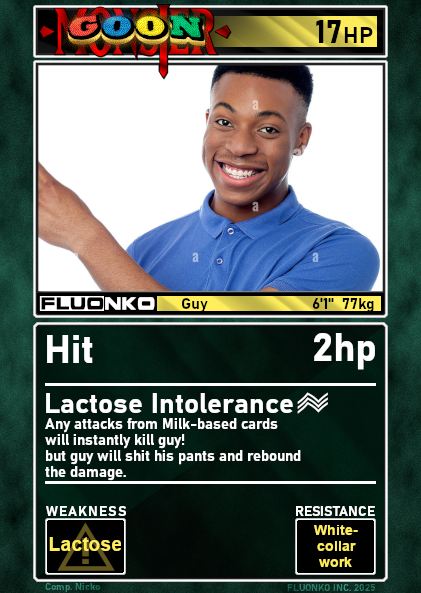 MONSTER
GOON
17HP
a
a
a a
FLUONKO Guy 6'1" 77kg
Hit 2hp
Lactose Intolerance
Any attacks from Milk-based cards
will instantly kill guy!
but guy will shit his pants and rebound
the damage.
WEAKNESS RESISTANCE
Lactose
White-
collar
work
Comp. Nicko FLUONKO INC. 2025